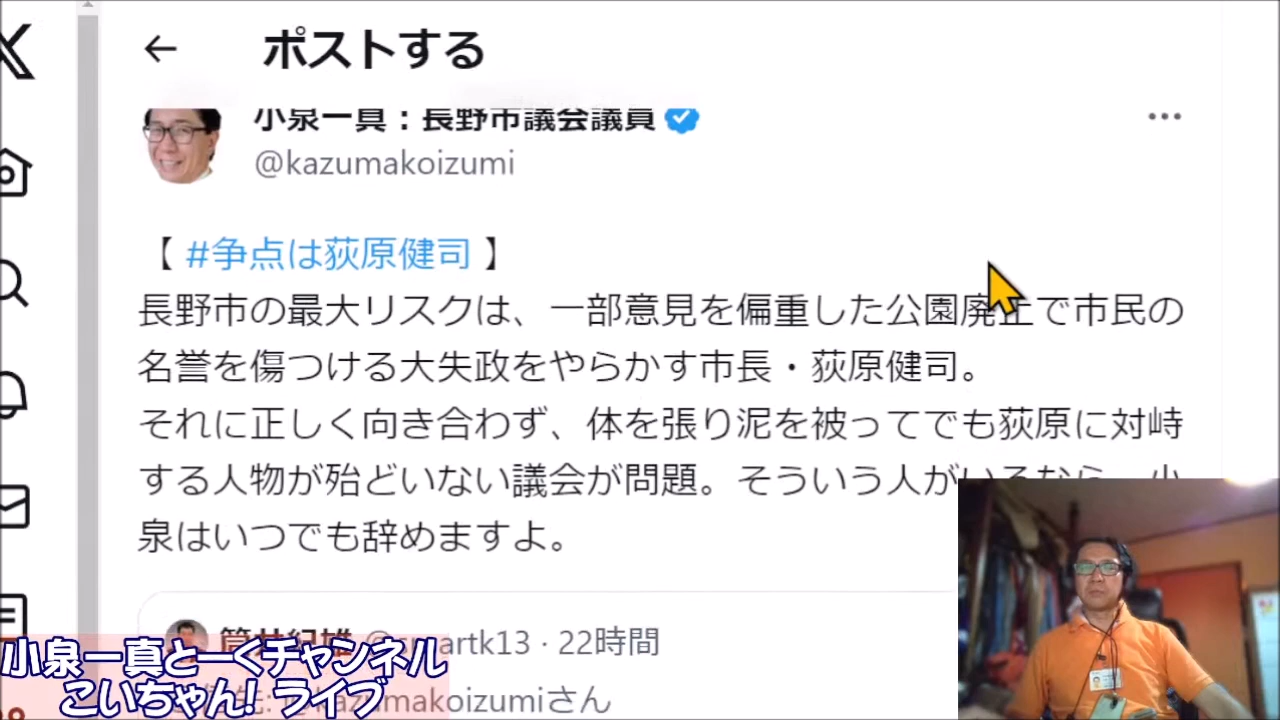 X
ポストする
小泉一真：長野市議会議員
@kazumakoizumi
【 #争点は荻原健司 】
長野市の最大リスクは、一部意見を偏重した公園廃止で市民の
名誉を傷つける大失政をやらかす市長・荻原健司。
それに正しく向き合わず、体を張り泥を被ってでも荻原に対峙
する人物が殆どいない議会が問題。そういう人がいるなら、小
泉はいつでも辞めますよ。
筒井紀雄 @smartk13 · 22時間
先: @kazumakoizumiさん
小泉一真とーくチャンネル
こいちゃん! ライブ